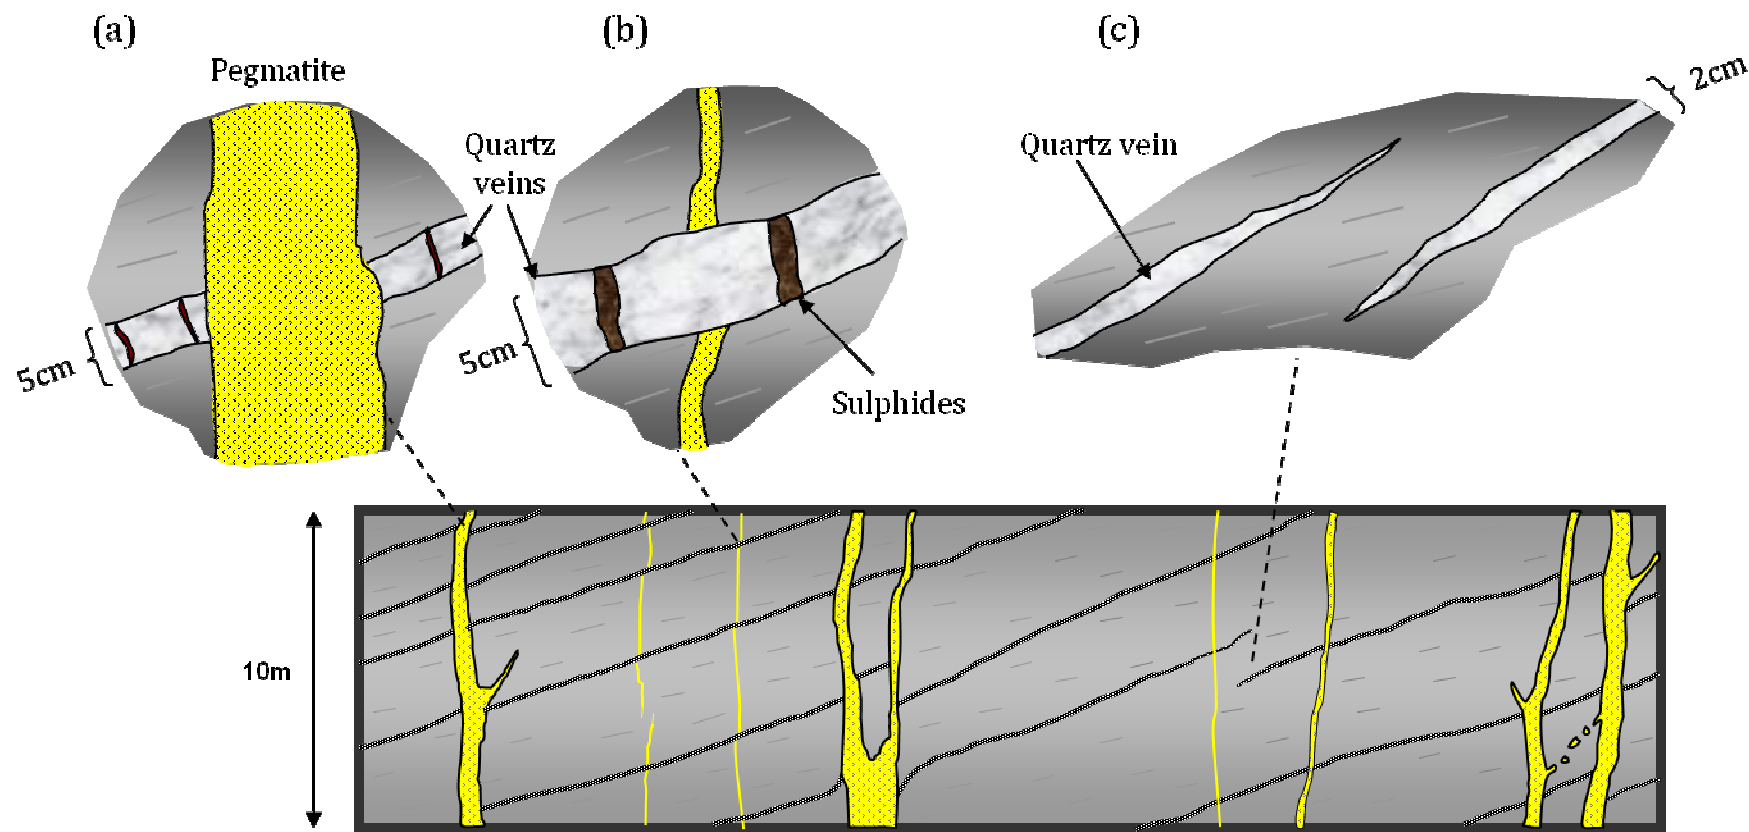 (a)
(b)
(c)
Pegmatite
2cm
Quartz
veins
Quartz vein
5cm
5cm
Sulphides
10m